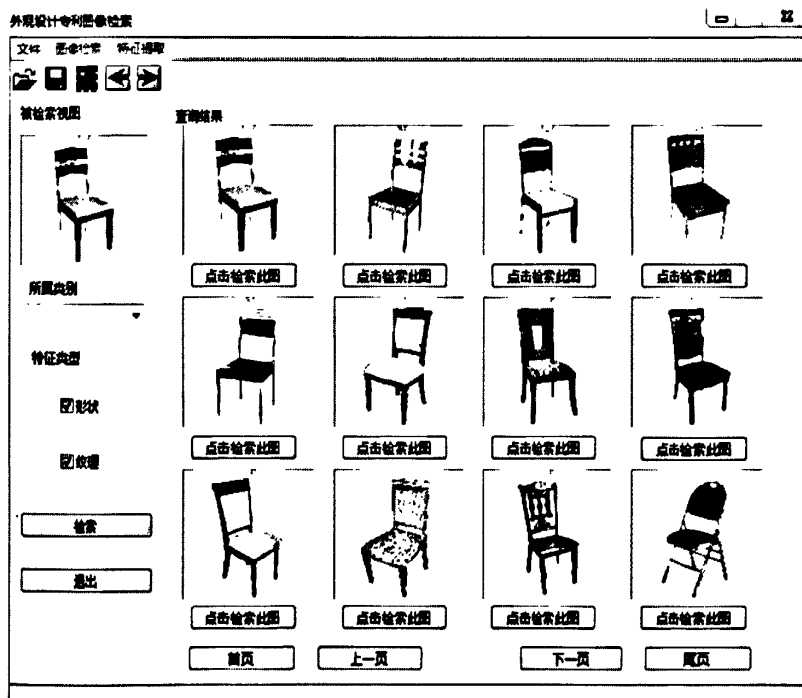 外观设计专利图像检索
文件 图像检索 特征提取
被检索视图
查询结果
点击检索此图 点击检索此图 点击检索此图 点击检索此图
所属类别
特征类型
形状
点击检索此图 点击检索此图 点击检索此图 点击检索此图
纹理
检索
退出
点击检索此图 点击检索此图 点击检索此图 点击检索此图
首页 上一页 下一页 尾页